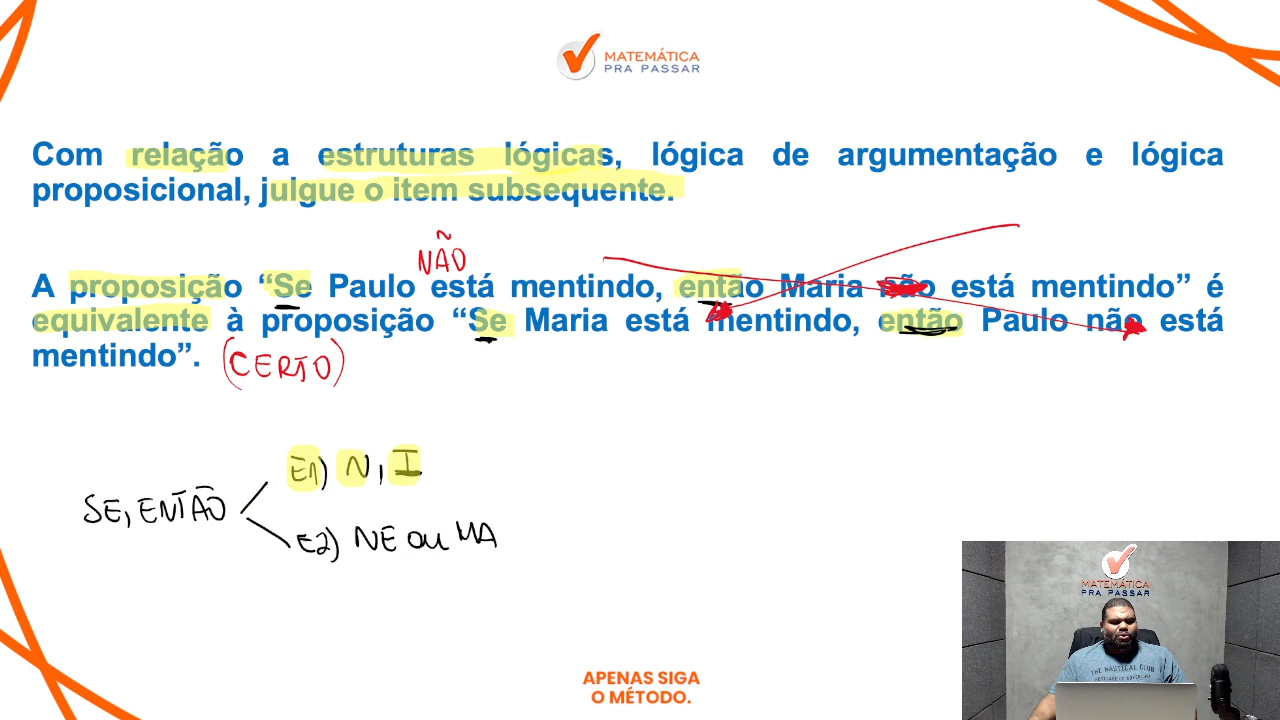 MATEMÁTICA
PRA PASSAR
Com relação a estruturas lógicas, lógica de argumentação e lógica
proposicional, julgue o item subsequente.
NÃO
A proposição “Se Paulo está mentindo, então Maria não está mentindo” é
equivalente à proposição “Se Maria está mentindo, então Paulo não está
mentindo”. (CERTO)
E1) N, I
SE, ENTÃO
E2) NE ou MA
MATEMÁTICA
PRA PASSAR
THE NAUTICAL CLUB
APENAS SIGA
O MÉTODO.